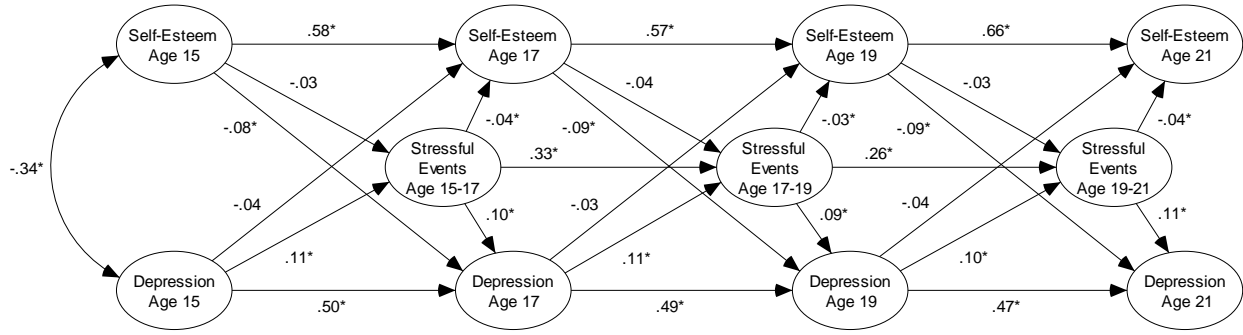 Self-Esteem
Age 15
.58*
Self-Esteem
Age 17
.57*
Self-Esteem
Age 19
.66*
Self-Esteem
Age 21
-.03
-.04
-.03
-.08*
-.04*
-.09*
-.03*
-.09*
-.04*
-.34*
Stressful
Events
Age 15-17
.33*
Stressful
Events
Age 17-19
.26*
Stressful
Events
Age 19-21
-.04
.10*
-.03
.09*
-.04
.11*
.11*
.11*
.10*
Depression
Age 15
.50*
Depression
Age 17
.49*
Depression
Age 19
.47*
Depression
Age 21